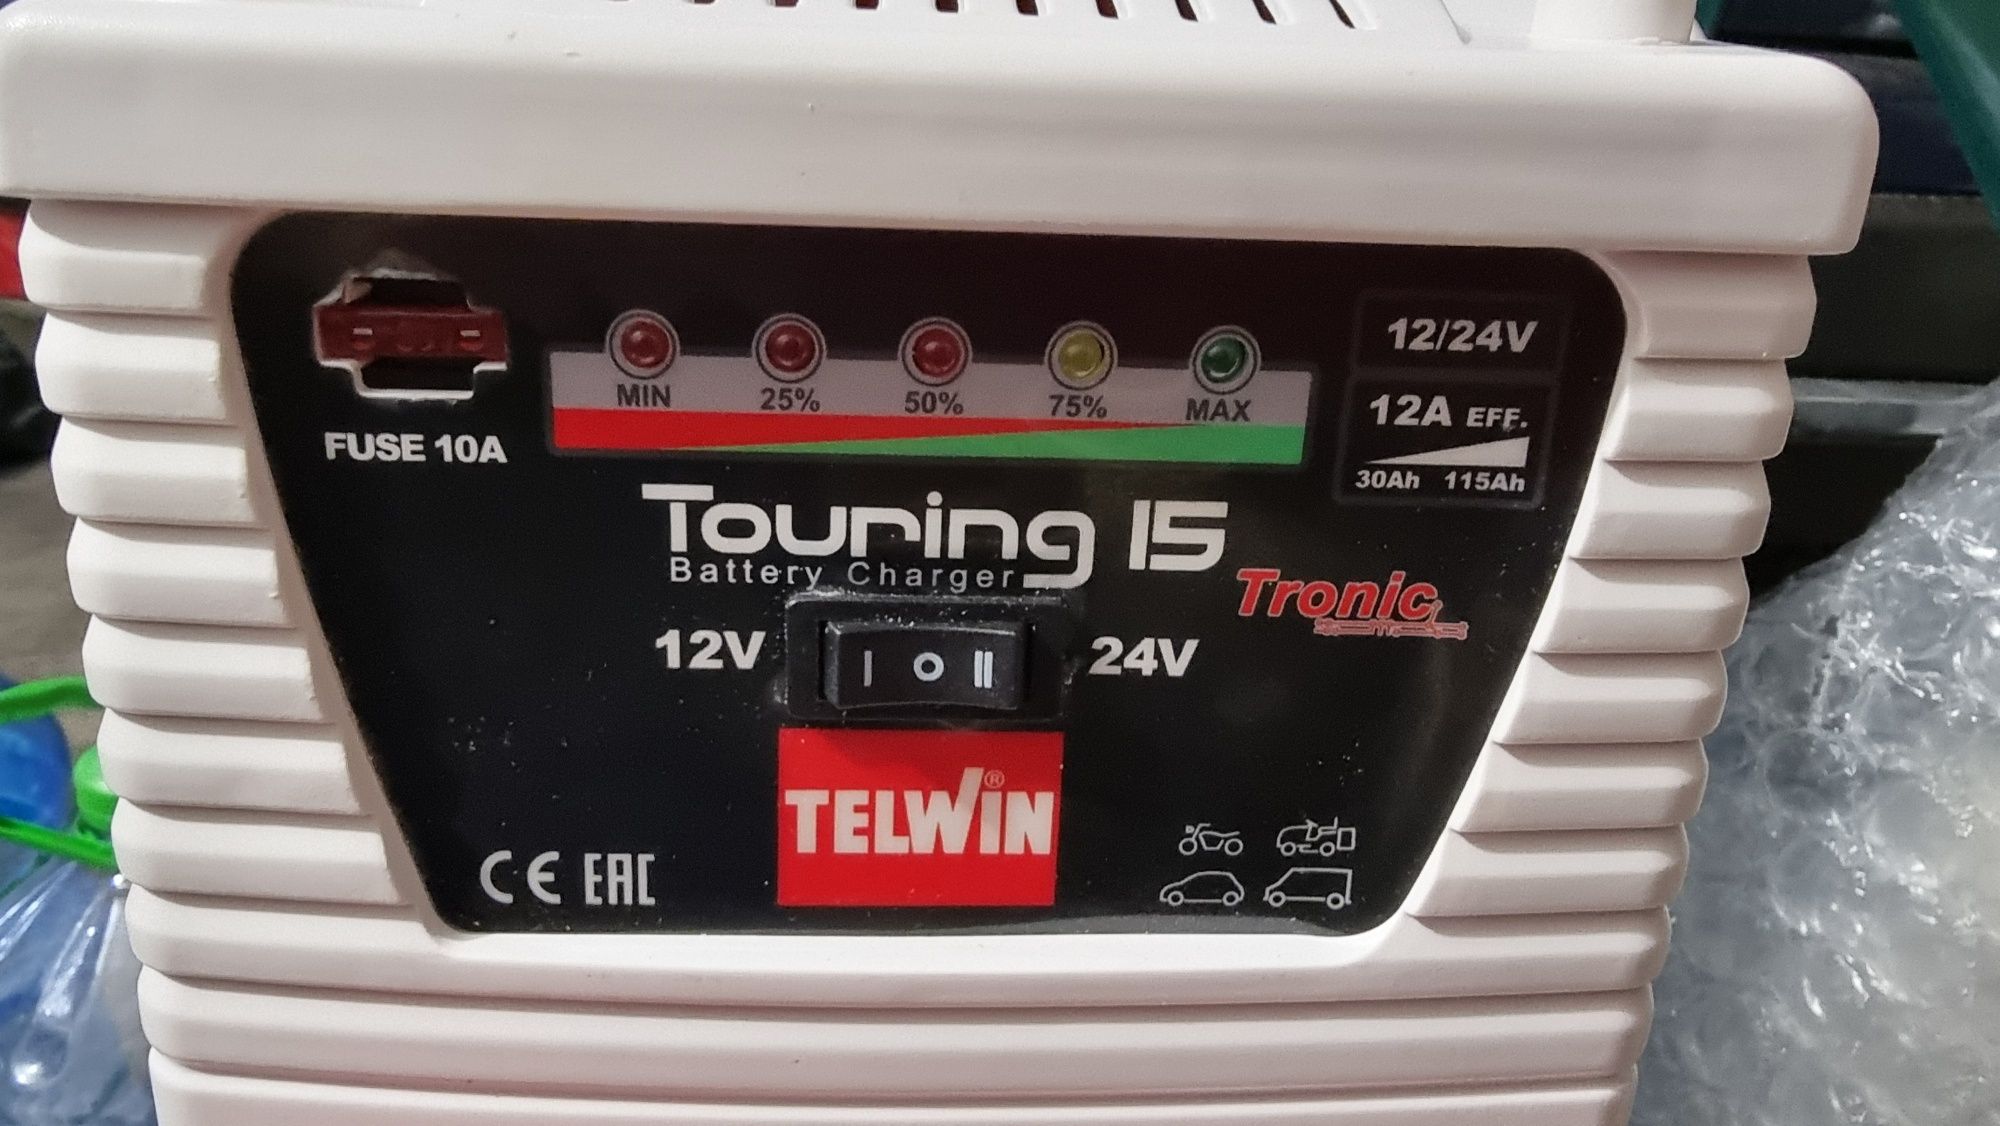 12/24V
MIN 25% 50% 75% MAX
12A EFF.
FUSE 10A
30Ah 115Ah
Touring 15
Battery Charger
Tronic
12V I O II 24V
TELWIN®
CE EAC